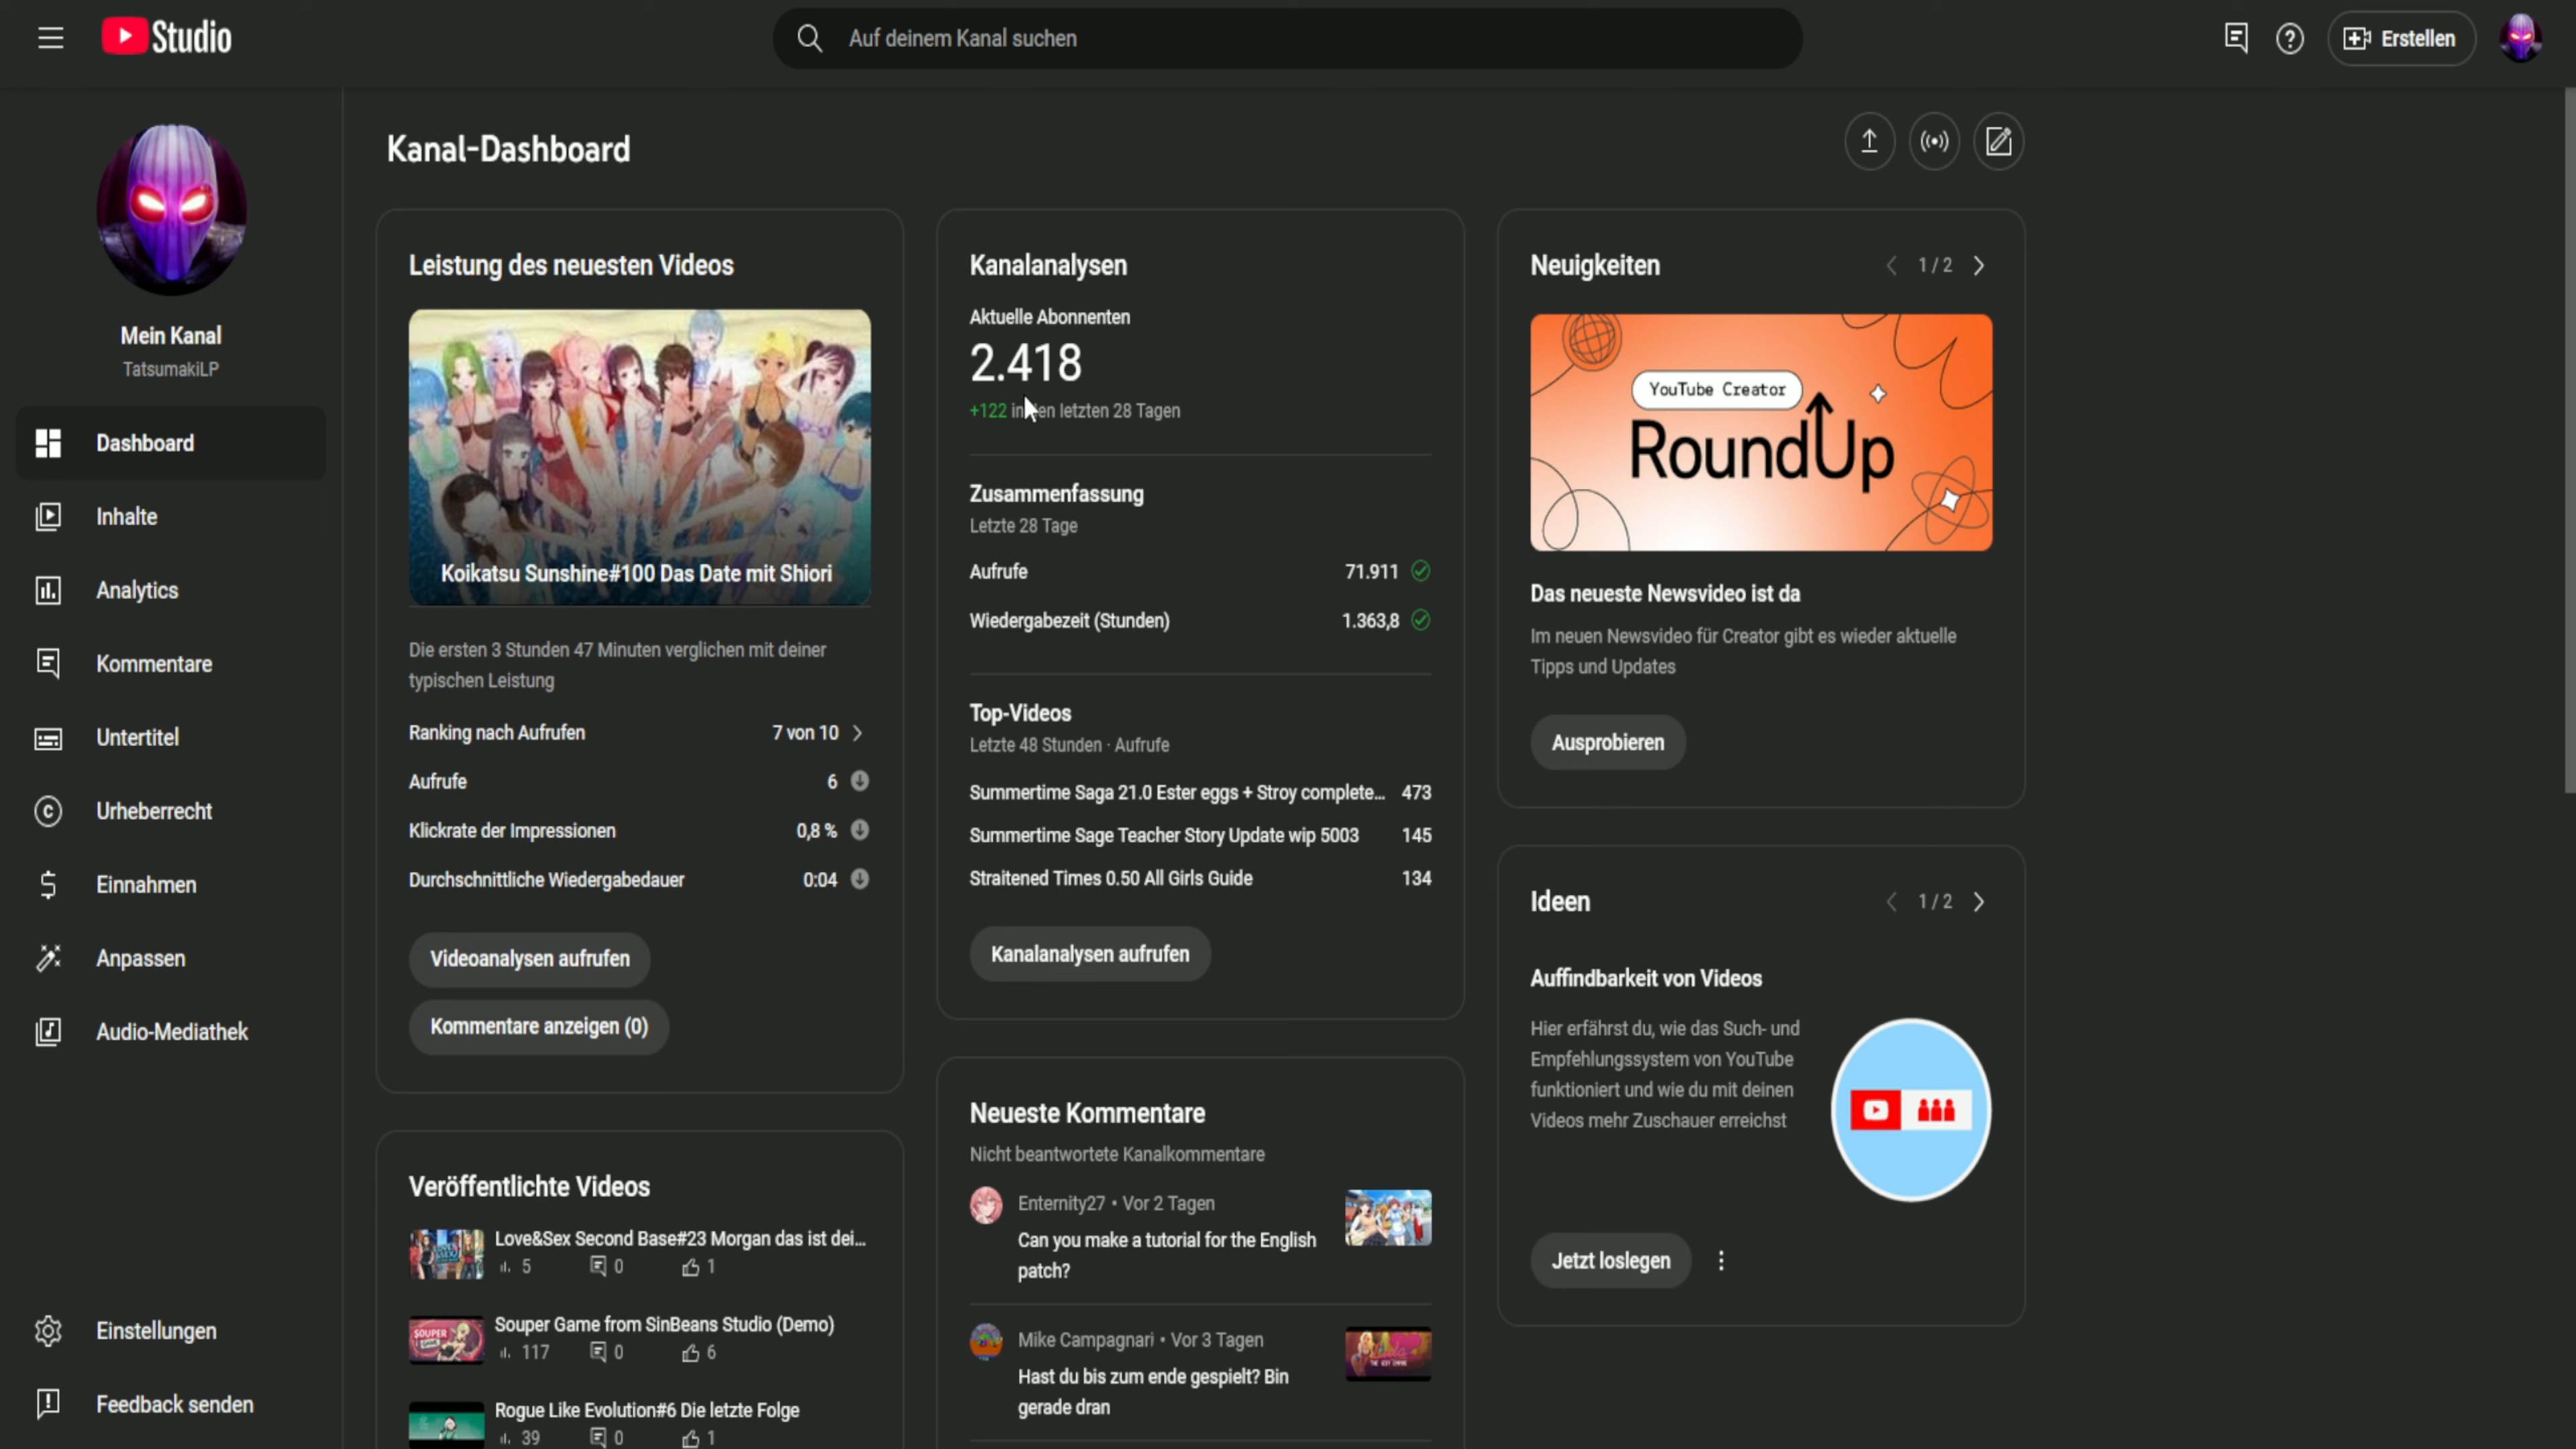 Studio
Auf deinem Kanal suchen
Erstellen
Mein Kanal
TatsumakiLP
Dashboard
Inhalte
Analytics
Kommentare
Untertitel
Urheberrecht
Einnahmen
Anpassen
Audio-Mediathek
Einstellungen
Feedback senden
Kanal-Dashboard
Leistung des neuesten Videos
Koikatsu Sunshine#100 Das Date mit Shiori
Die ersten 3 Stunden 47 Minuten verglichen mit deiner
typischen Leistung
Ranking nach Aufrufen 7 von 10
Aufrufe 6
Klickrate der Impressionen 0,8 %
Durchschnittliche Wiedergabedauer 0:04
Videoanalysen aufrufen
Kommentare anzeigen (0)
Veröffentlichte Videos
Love&Sex Second Base#23 Morgan das ist dei...
5 0 1
Souper Game from SinBeans Studio (Demo)
117 0 6
SOUPER
Rogue Like Evolution#6 Die letzte Folge
39 0 1
Kanalanalysen
Aktuelle Abonnenten
2.418
+122 in den letzten 28 Tagen
Zusammenfassung
Letzte 28 Tage
Aufrufe 71.911
Wiedergabezeit (Stunden) 1.363,8
Top-Videos
Letzte 48 Stunden · Aufrufe
Summertime Saga 21.0 Ester eggs + Stroy complete... 473
Summertime Sage Teacher Story Update wip 5003 145
Straitened Times 0.50 All Girls Guide 134
Kanalanalysen aufrufen
Neueste Kommentare
Nicht beantwortete Kanalkommentare
Enternity27 • Vor 2 Tagen
Can you make a tutorial for the English
patch?
Mike Campagnari • Vor 3 Tagen
Hast du bis zum ende gespielt? Bin
gerade dran
Neuigkeiten
1 / 2
YouTube Creator
RoundUp
Das neueste Newsvideo ist da
Im neuen Newsvideo für Creator gibt es wieder aktuelle
Tipps und Updates
Ausprobieren
Ideen
1 / 2
Auffindbarkeit von Videos
Hier erfährst du, wie das Such- und
Empfehlungssystem von YouTube
funktioniert und wie du mit deinen
Videos mehr Zuschauer erreichst
Jetzt loslegen